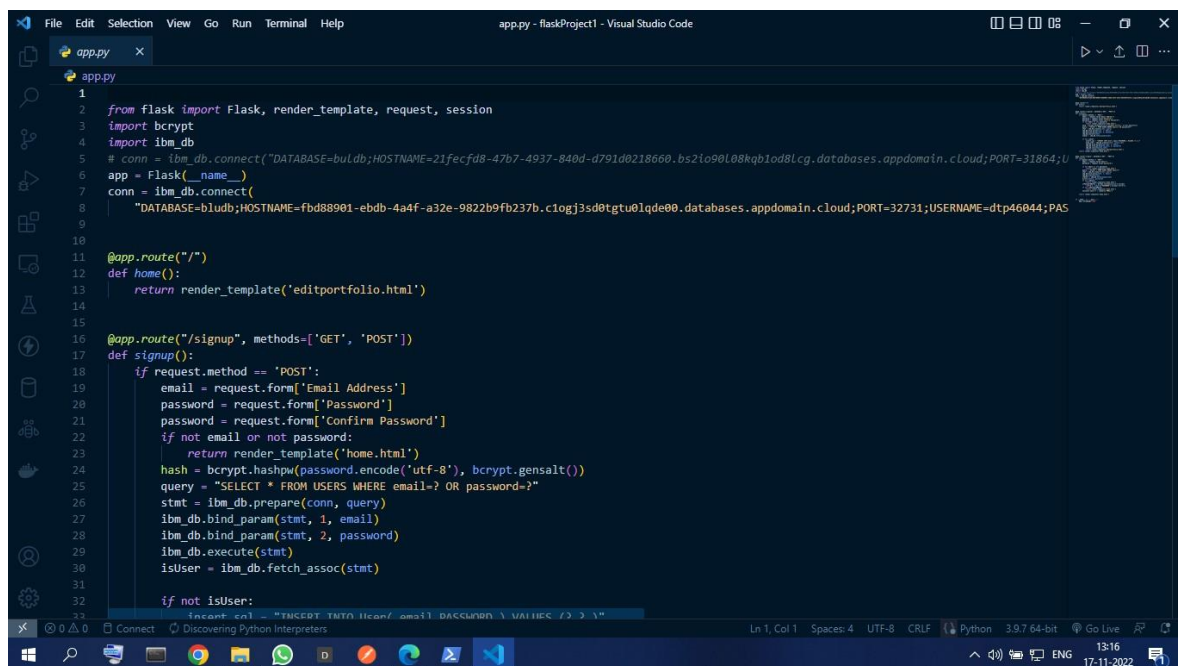 File Edit Selection View Go Run Terminal Help app.py - flaskProject1 - Visual Studio Code
app.py
app.py
1
2 from flask import Flask, render_template, request, session
3 import bcrypt
4 import ibm_db
5 # conn = ibm_db.connect("DATABASE=buldb;HOSTNAME=21fecfd8-47b7-4937-840d-d791d0218660.bs2io90l08kqb1od8lcg.databases.appdomain.cloud;PORT=31864;U
6 app = Flask(__name__)
7 conn = ibm_db.connect(
8 "DATABASE=bludb;HOSTNAME=fbd88901-ebdb-4a4f-a32e-9822b9fb237b.c1ogj3sd0tgtu0lqde00.databases.appdomain.cloud;PORT=32731;USERNAME=dtp46044;PAS
9
10
11 @app.route("/")
12 def home():
13 return render_template('editportfolio.html')
14
15
16 @app.route("/signup", methods=['GET', 'POST'])
17 def signup():
18 if request.method == 'POST':
19 email = request.form['Email Address']
20 password = request.form['Password']
21 password = request.form['Confirm Password']
22 if not email or not password:
23 return render_template('home.html')
24 hash = bcrypt.hashpw(password.encode('utf-8'), bcrypt.gensalt())
25 query = "SELECT * FROM USERS WHERE email=? OR password=?"
26 stmt = ibm_db.prepare(conn, query)
27 ibm_db.bind_param(stmt, 1, email)
28 ibm_db.bind_param(stmt, 2, password)
29 ibm_db.execute(stmt)
30 isUser = ibm_db.fetch_assoc(stmt)
31
32 if not isUser:
33 insert_sql = "INSERT INTO User( email,PASSWORD ) VALUES (?,?,)"
0 0 Connect Discovering Python Interpreters Ln 1, Col 1 Spaces: 4 UTF-8 CRLF Python 3.9.7 64-bit Go Live
ENG 13:16
17-11-2022